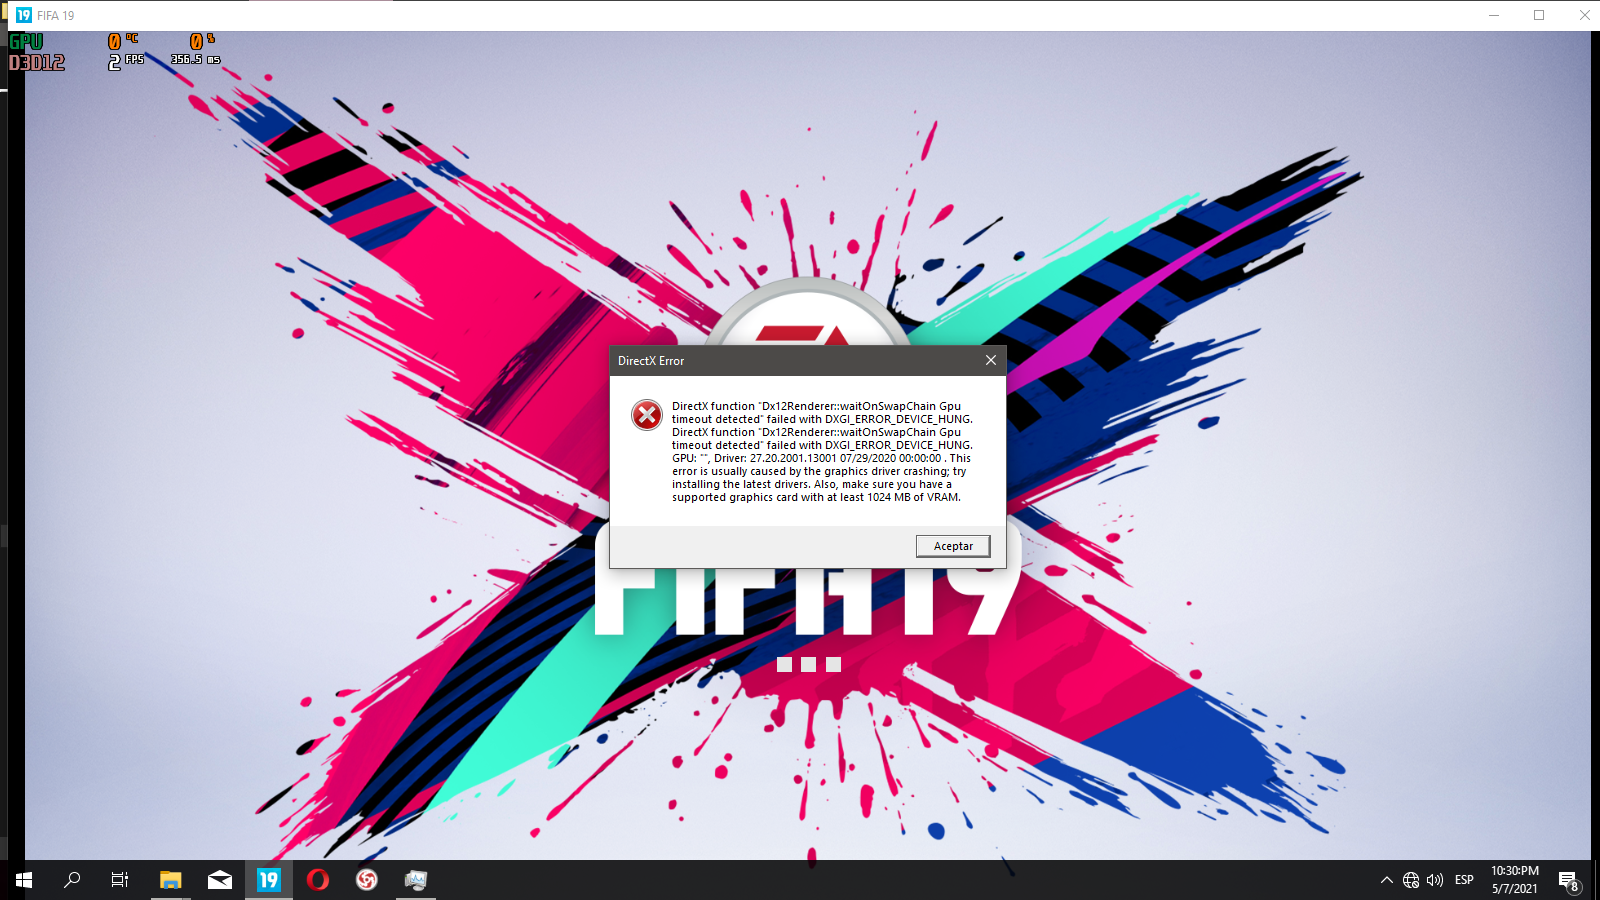 19 FIFA 19
GPU 0 °C 0 %
D3D12 2 FPS 356.5 ms
DirectX Error
DirectX function "Dx12Renderer::waitOnSwapChain Gpu
timeout detected" failed with DXGI_ERROR_DEVICE_HUNG.
DirectX function "Dx12Renderer::waitOnSwapChain Gpu
timeout detected" failed with DXGI_ERROR_DEVICE_HUNG.
GPU: "", Driver: 27.20.2001.13001 07/29/2020 00:00:00 . This
error is usually caused by the graphics driver crashing; try
installing the latest drivers. Also, make sure you have a
supported graphics card with at least 1024 MB of VRAM.
Aceptar
FIFA 19
19
ESP
10:30:PM
5/7/2021
8